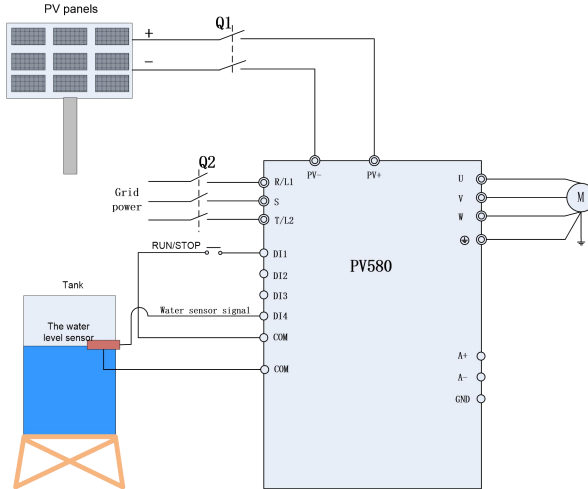 PV panels
Q1
+
−
PV-
PV+
Q2
Grid
power
R/L1
S
T/L2
U
V
W
M
RUN/STOP
DI1
DI2
DI3
DI4
COM
COM
PV580
Tank
The water
level sensor
Water sensor signal
A+
A-
GND